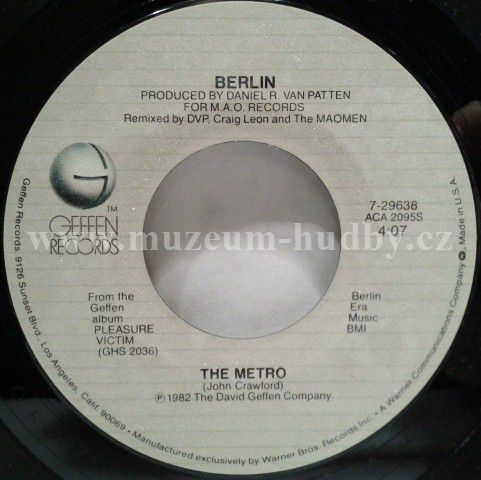 BERLIN
PRODUCED BY DANIEL R. VAN PATTEN
FOR M.A.O. RECORDS
Remixed by DVP, Craig Leon and The MAOMEN
G
™
GEFFEN
RECORDS
7-29638
ACA 2095S
4:07
www.muzeum-hudby.cz
From the
Geffen
album
PLEASURE
VICTIM
(GHS 2036)
Berlin
Era
Music
BMI
THE METRO
(John Crawford)
℗ 1982 The David Geffen Company
Geffen Records, 9126 Sunset Blvd., Los Angeles, Calif. 90069 • Manufactured exclusively by Warner Bros. Records Inc. • A Warner Communications Company • Made in U.S.A.